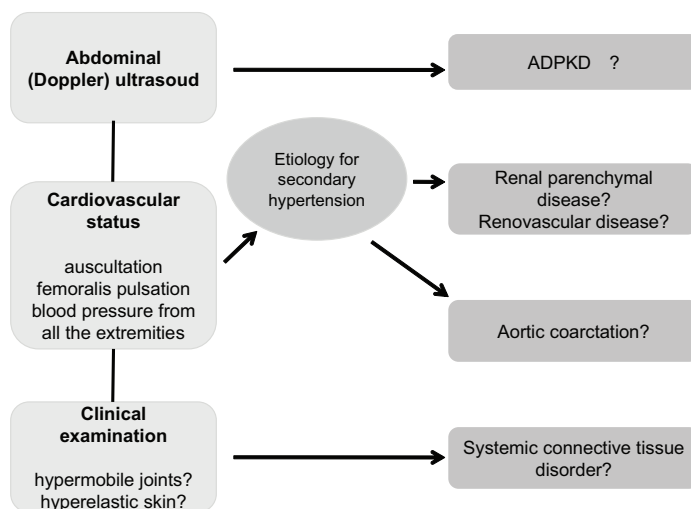 Abdominal
(Doppler) ultrasoud
ADPKD ?
Etiology for
secondary
hypertension
Cardiovascular
status
auscultation
femoralis pulsation
blood pressure from
all the extremities
Renal parenchymal
disease?
Renovascular disease?
Aortic coarctation?
Clinical
examination
hypermobile joints?
hyperelastic skin?
Systemic connective tissue
disorder?